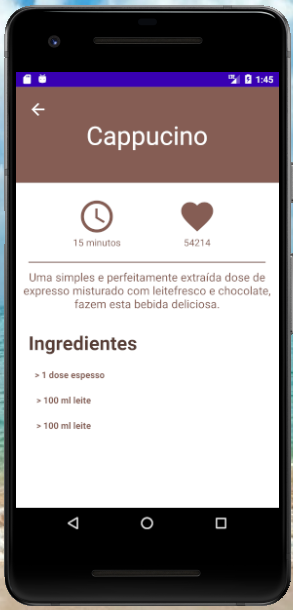 1:45
Cappucino
15 minutos
54214
Uma simples e perfeitamente extraída dose de
expresso misturado com leitefresco e chocolate,
fazem esta bebida deliciosa.
Ingredientes
> 1 dose espesso
> 100 ml leite
> 100 ml leite